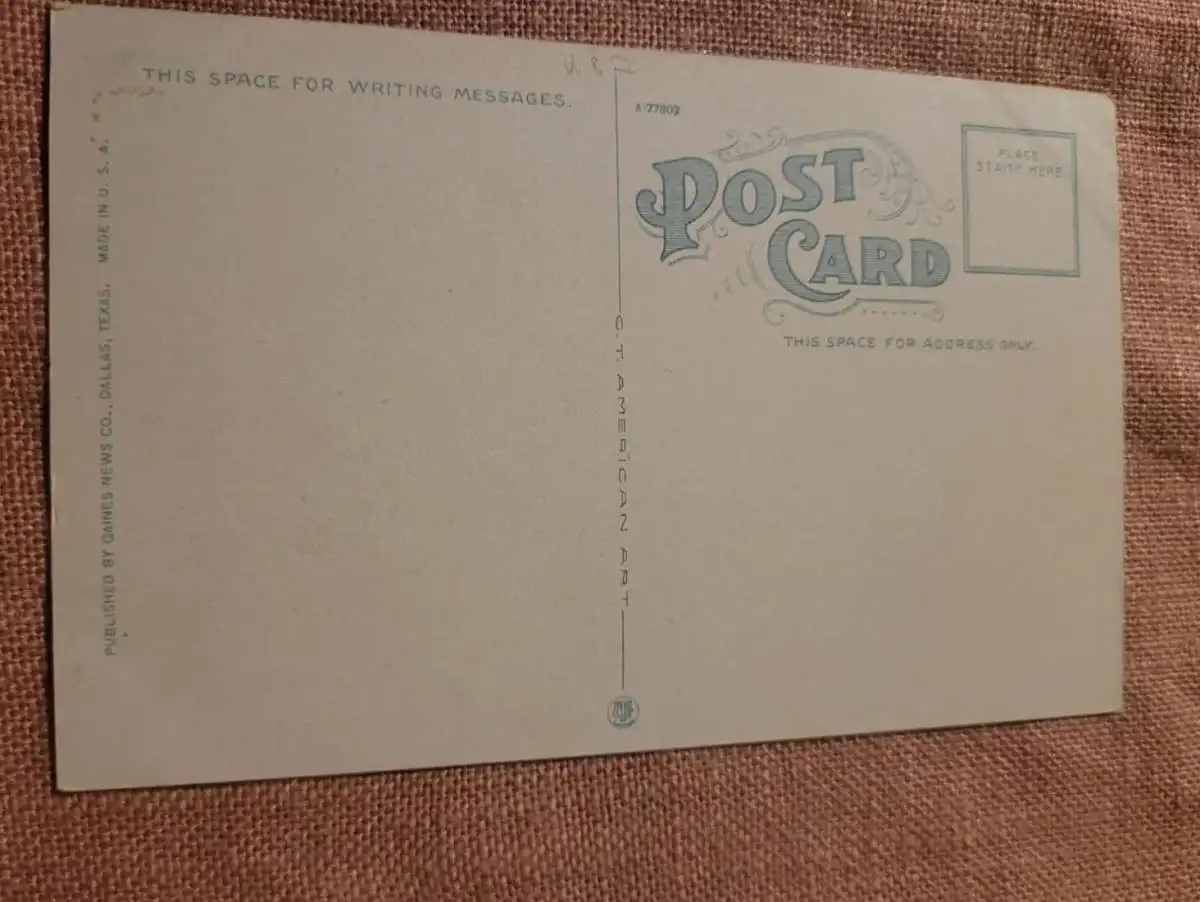 THIS SPACE FOR WRITING MESSAGES.
A-77802
POST
CARD
PLACE
STAMP HERE
THIS SPACE FOR ADDRESS ONLY.
PUBLISHED BY GAINES NEWS CO., DALLAS, TEXAS. MADE IN U. S. A.
C. T. AMERICAN ART